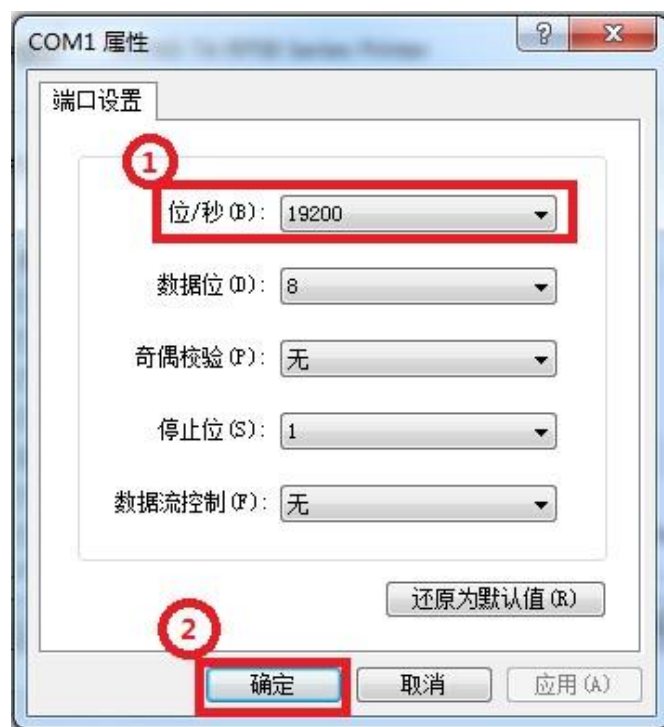 COM1 属性
端口设置
1
位/秒(B): 19200
数据位(D): 8
奇偶校验(P): 无
停止位(S): 1
数据流控制(F): 无
还原为默认值(R)
2
确定 取消 应用(A)